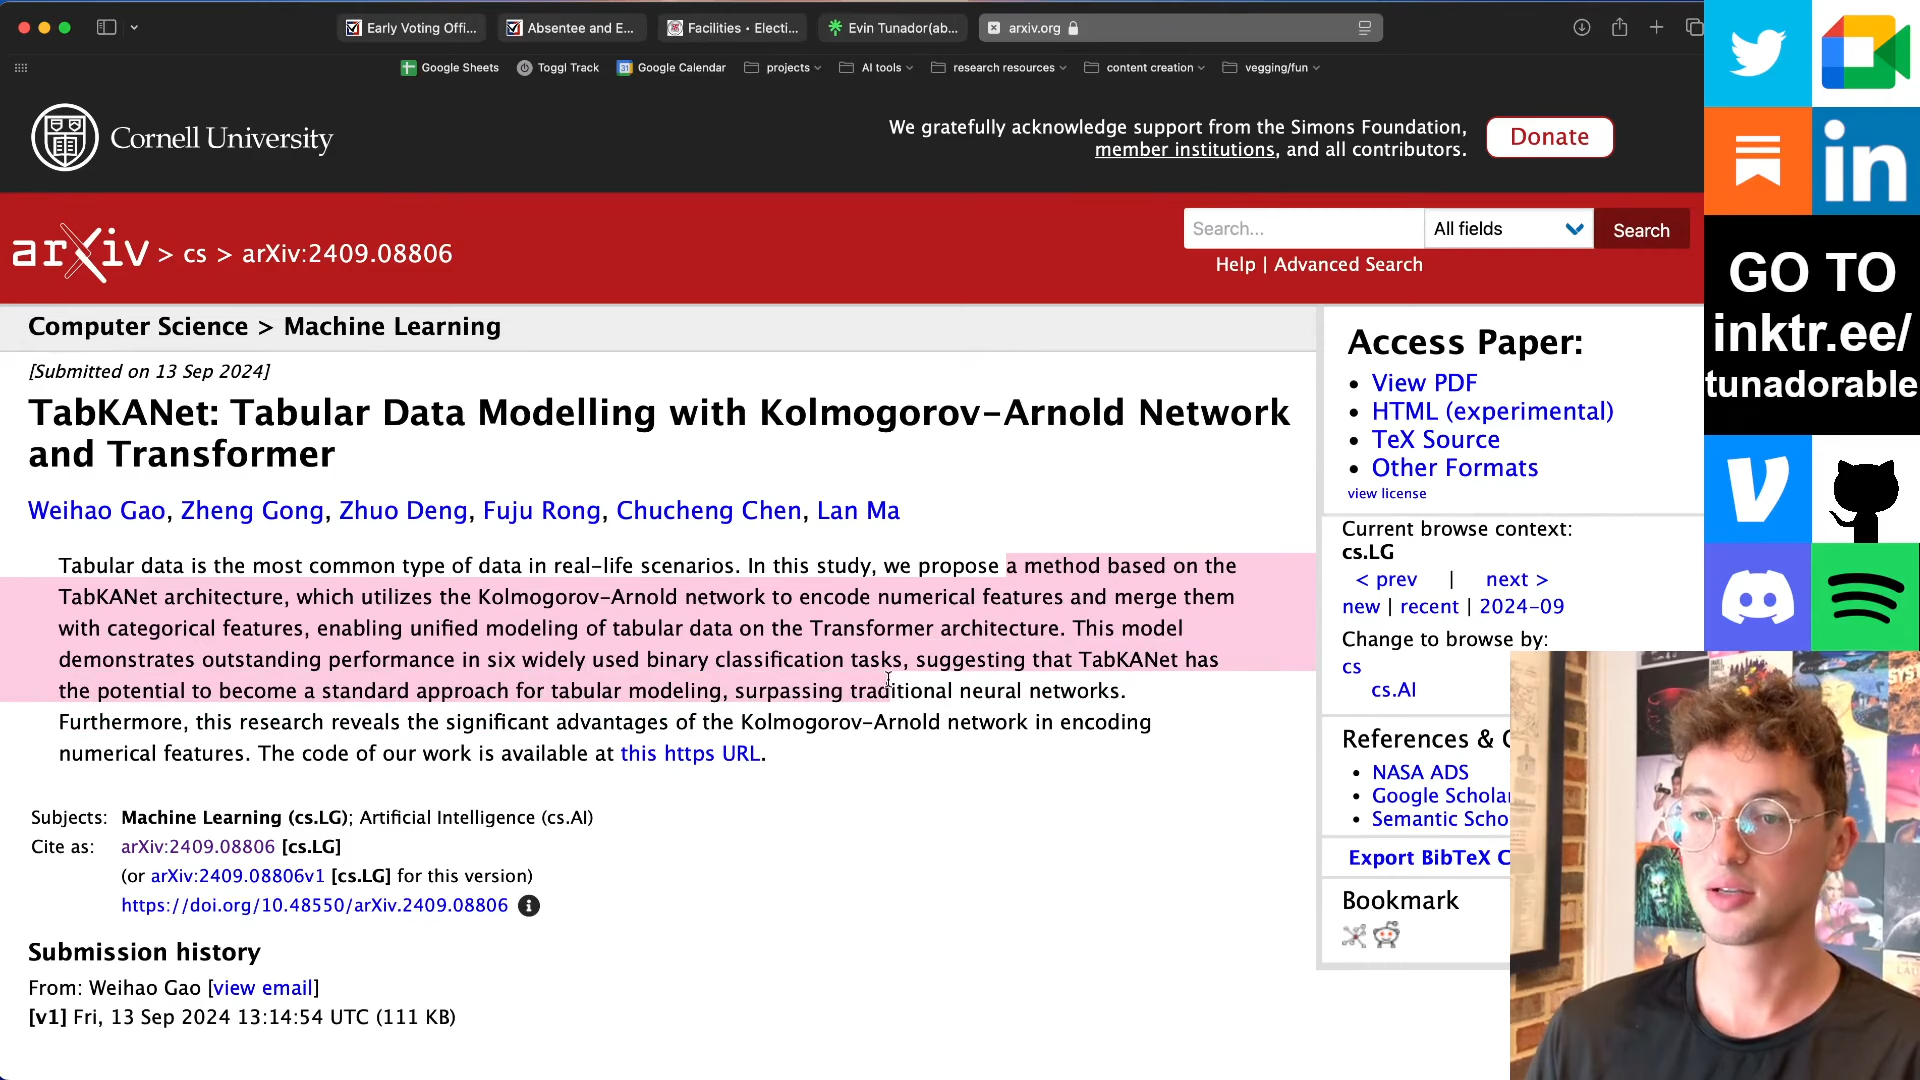 Early Voting Offi...
Absentee and E...
Facilities • Electi...
Evin Tunador(ab...
arxiv.org
Google Sheets
Toggl Track
31
Google Calendar
projects
AI tools
research resources
content creation
vegging/fun
Cornell University
We gratefully acknowledge support from the Simons Foundation,
member institutions, and all contributors.
Donate
arXiv > cs > arXiv:2409.08806
Search...
All fields
Search
Help | Advanced Search
Computer Science > Machine Learning
[Submitted on 13 Sep 2024]
TabKANet: Tabular Data Modelling with Kolmogorov-Arnold Network
and Transformer
Weihao Gao, Zheng Gong, Zhuo Deng, Fuju Rong, Chucheng Chen, Lan Ma
Tabular data is the most common type of data in real-life scenarios. In this study, we propose a method based on the
TabKANet architecture, which utilizes the Kolmogorov-Arnold network to encode numerical features and merge them
with categorical features, enabling unified modeling of tabular data on the Transformer architecture. This model
demonstrates outstanding performance in six widely used binary classification tasks, suggesting that TabKANet has
the potential to become a standard approach for tabular modeling, surpassing traditional neural networks.
Furthermore, this research reveals the significant advantages of the Kolmogorov-Arnold network in encoding
numerical features. The code of our work is available at this https URL.
Subjects: Machine Learning (cs.LG); Artificial Intelligence (cs.AI)
Cite as: arXiv:2409.08806 [cs.LG]
(or arXiv:2409.08806v1 [cs.LG] for this version)
https://doi.org/10.48550/arXiv.2409.08806
Submission history
From: Weihao Gao [view email]
[v1] Fri, 13 Sep 2024 13:14:54 UTC (111 KB)
Access Paper:
• View PDF
• HTML (experimental)
• TeX Source
• Other Formats
view license
Current browse context:
cs.LG
< prev | next >
new | recent | 2024-09
Change to browse by:
cs
cs.AI
References & C
• NASA ADS
• Google Scholar
• Semantic Scho
Export BibTeX C
Bookmark
in
GO TO
inktr.ee/
tunadorable